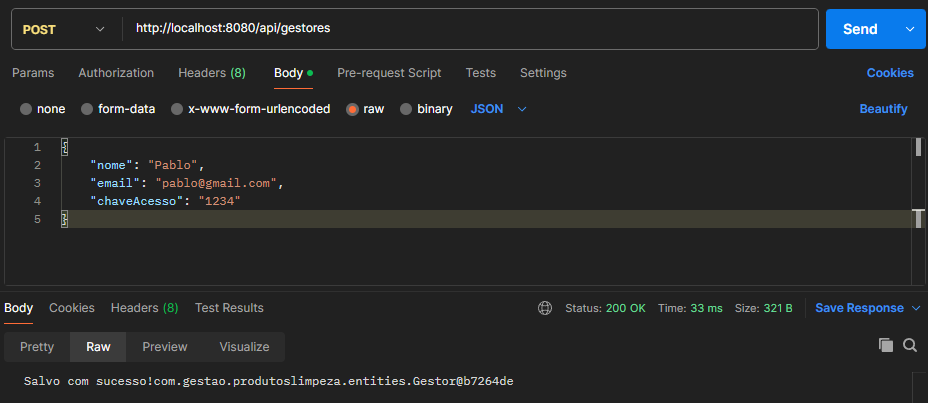 POST http://localhost:8080/api/gestores Send
Params Authorization Headers (8) Body Pre-request Script Tests Settings Cookies
none form-data x-www-form-urlencoded raw binary JSON Beautify
1 {
2 "nome": "Pablo",
3 "email": "pablo@gmail.com",
4 "chaveAcesso": "1234"
5 }
Body Cookies Headers (8) Test Results Status: 200 OK Time: 33 ms Size: 321 B Save Response
Pretty Raw Preview Visualize
Salvo com sucesso!com.gestao.produtoslimpeza.entities.Gestor@b7264de